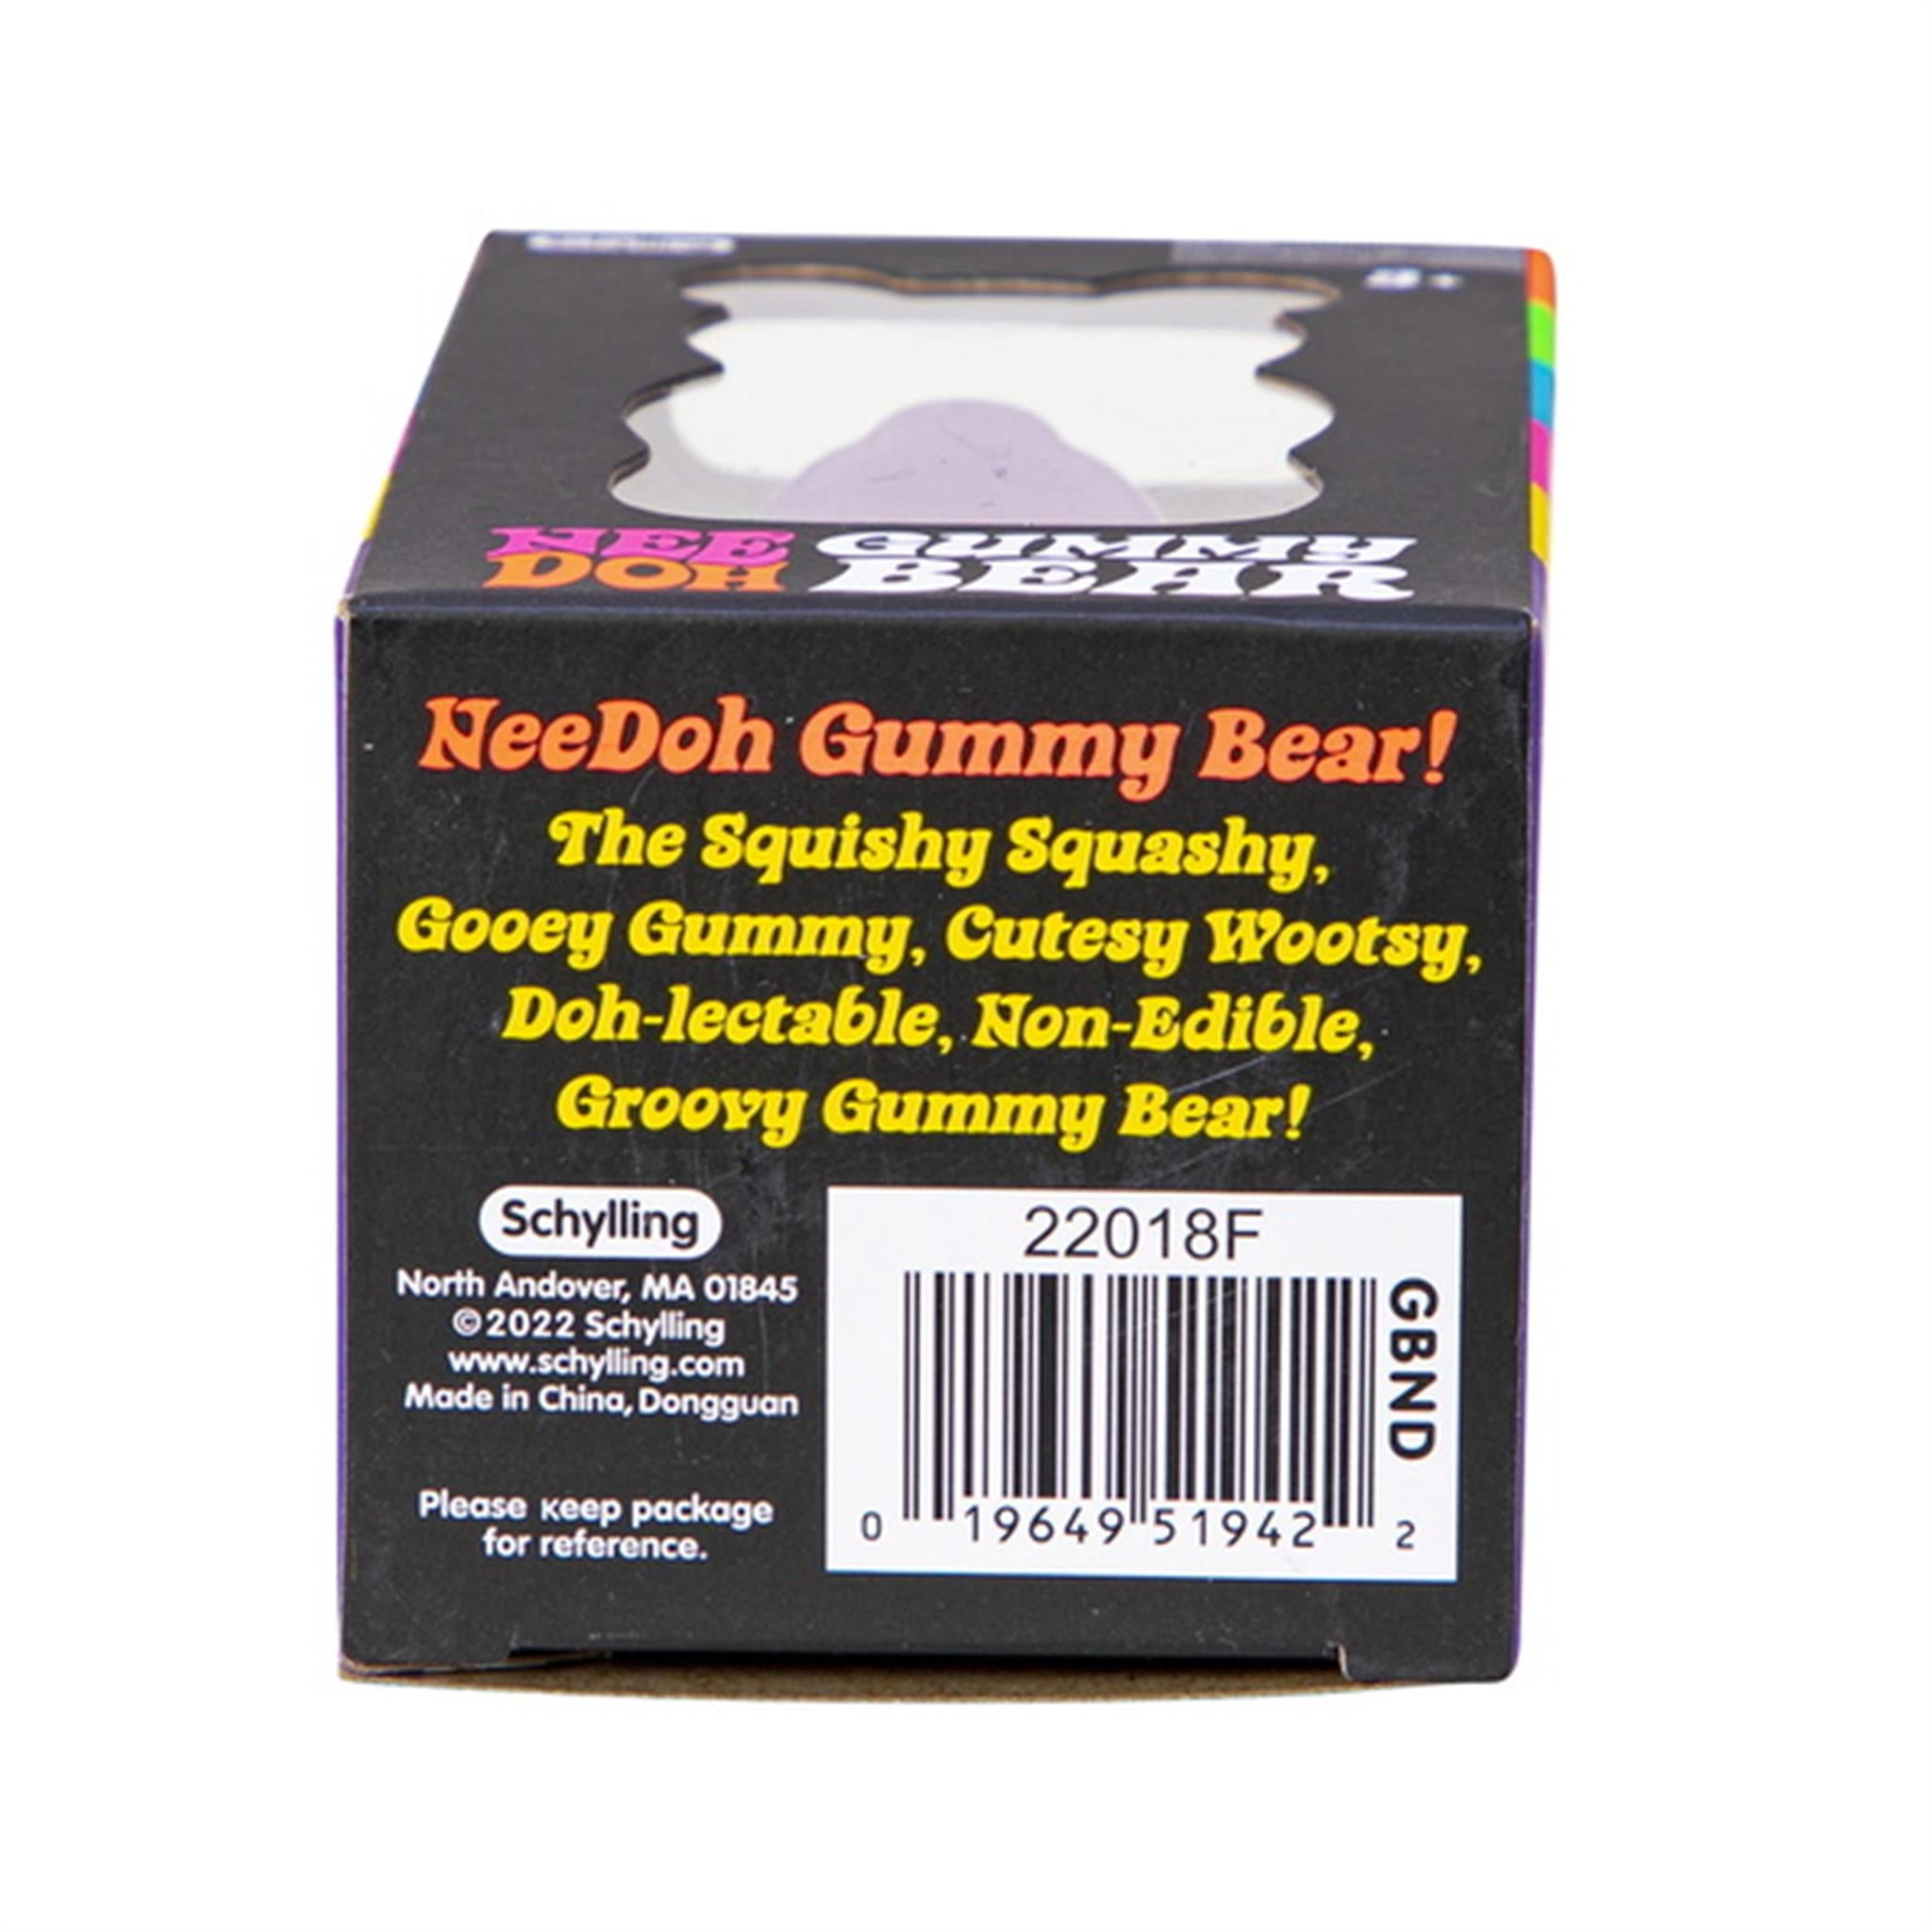 NEE
DOH
GUMMY
BEAR
NeeDoh Gummy Bear!
The Squishy Squashy,
Gooey Gummy, Cutesy Wootsy,
Doh-lectable, Non-Edible,
Groovy Gummy Bear!
Schylling
North Andover, MA 01845
©2022 Schylling
www.schylling.com
Made in China, Dongguan
Please keep package
for reference.
22018F
GBND
0 19649 51942 2